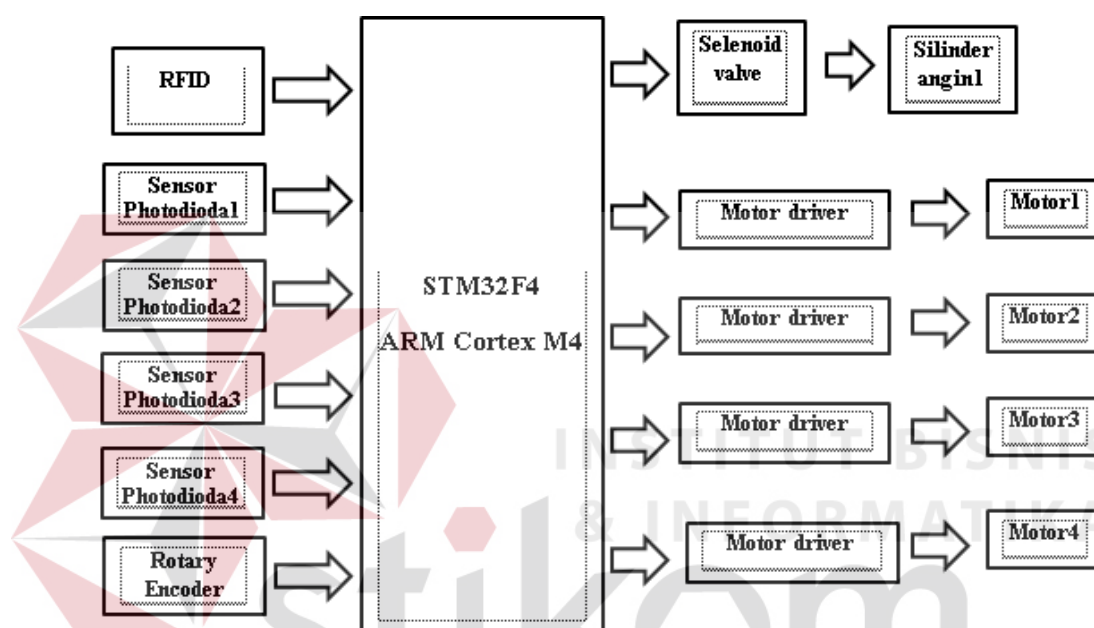 RFID
Sensor
Photodioda1
Sensor
Photodioda2
Sensor
Photodioda3
Sensor
Photodioda4
Rotary
Encoder
STM32F4
ARM Cortex M4
Selenoid
valve
Silinder
angin1
Motor driver
Motor1
Motor driver
Motor2
Motor driver
Motor3
Motor driver
Motor4
INSTITUT BISNIS
& INFORMATIKA
stikom